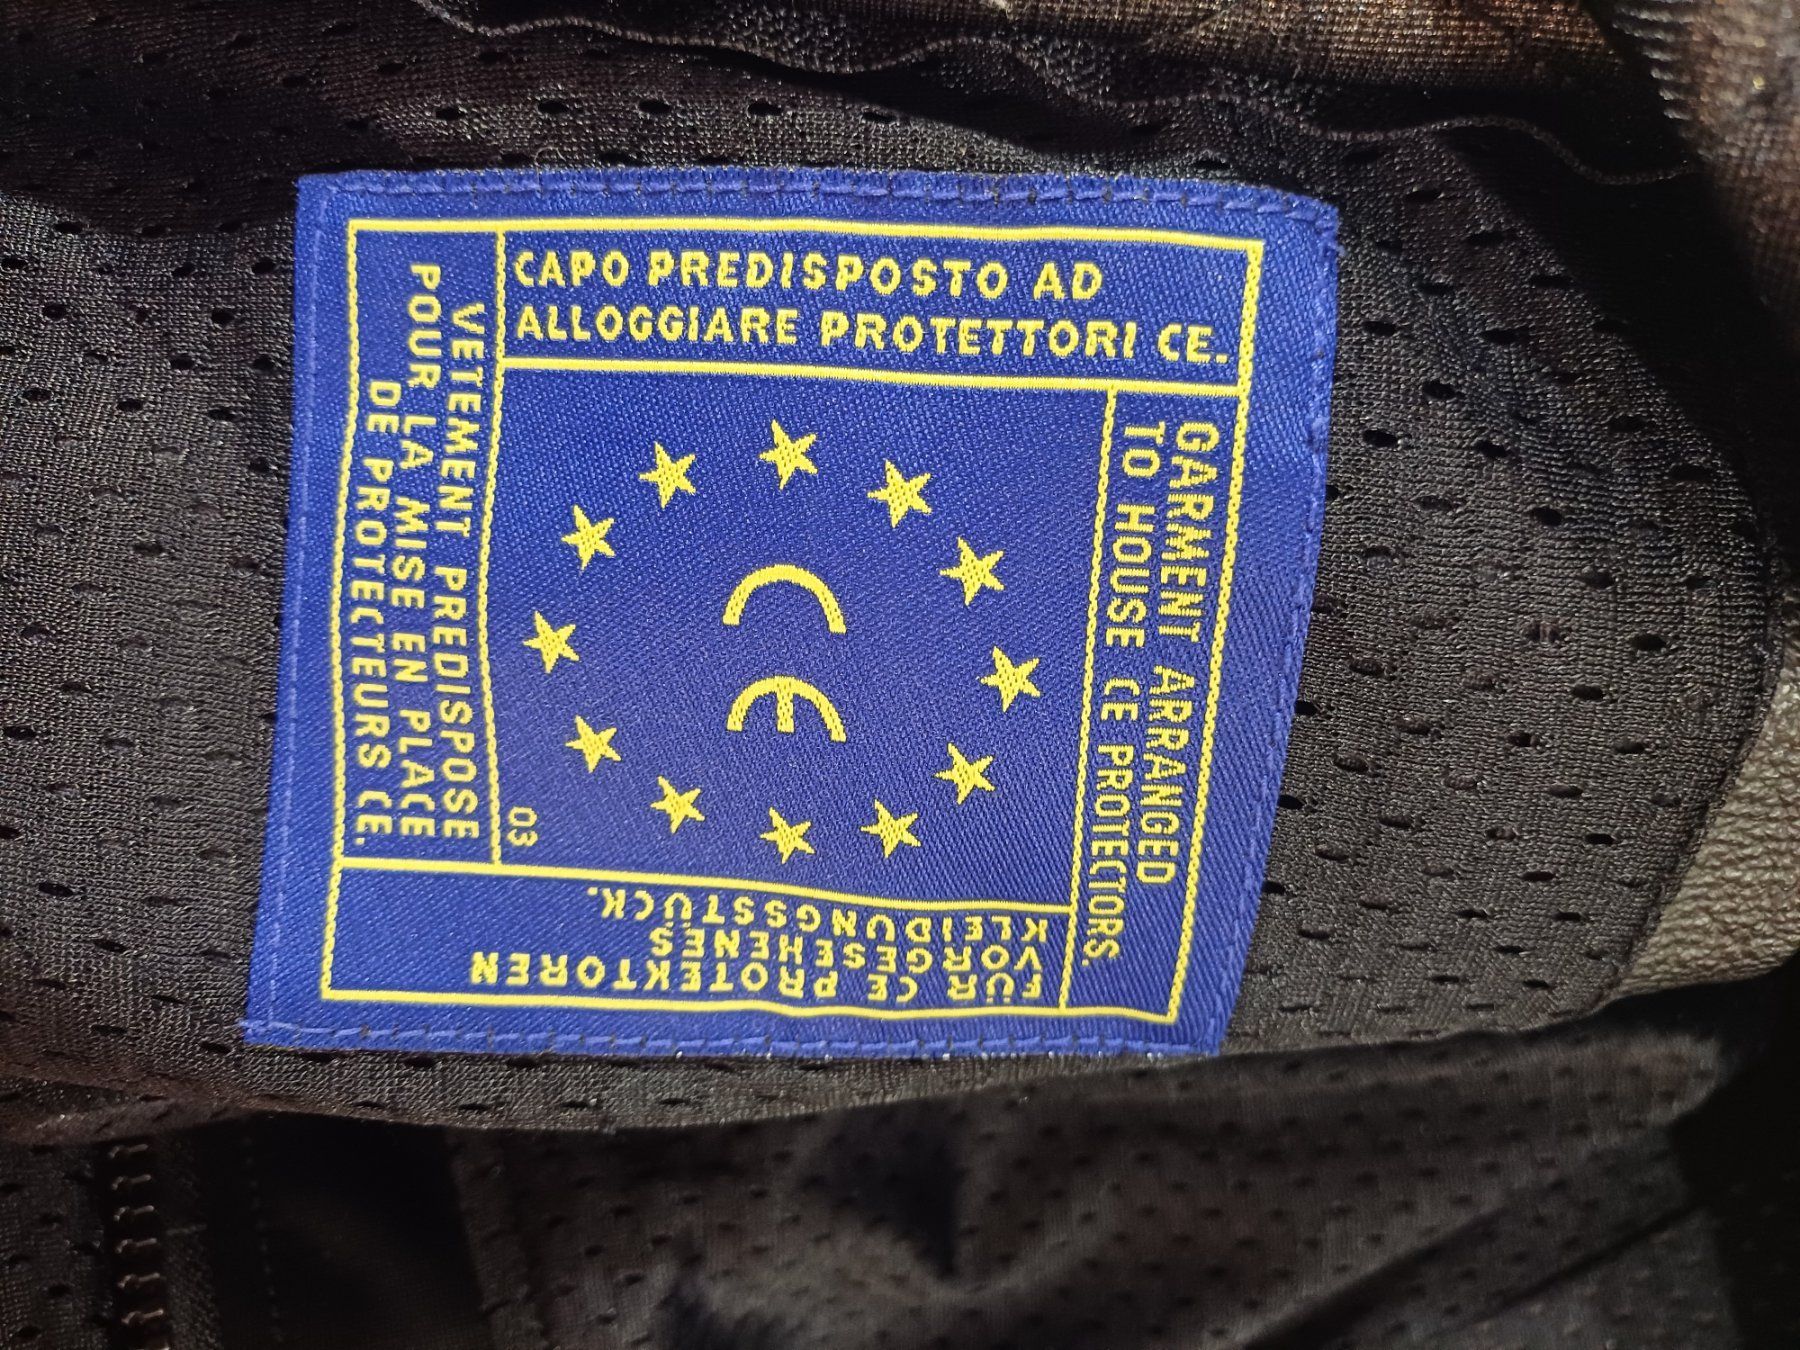 CAPO PREDISPOSTO AD
ALLOGGIARE PROTETTORI CE.
GARMENT ARRANGED
TO HOUSE CE PROTECTORS.
FÜR CE PROTEKTOREN
VORGESEHENES
KLEIDUNGSSTÜCK.
VETEMENT PREDISPOSE
POUR LA MISE EN PLACE
DE PROTECTEURS CE.
CE
03